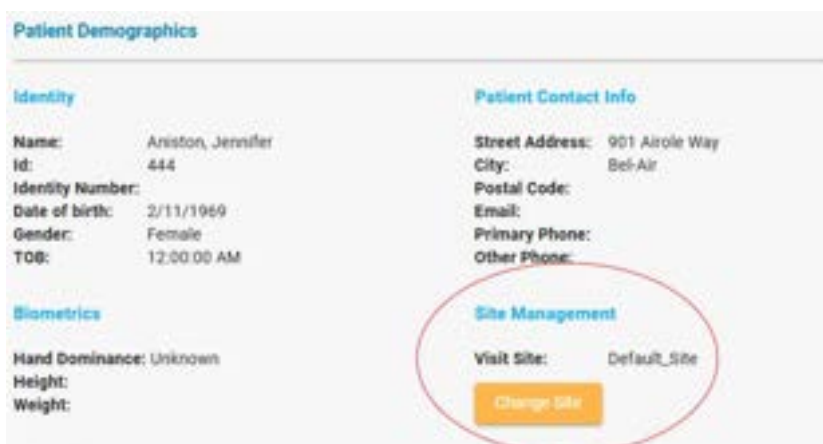 Patient Demographics
Identity
Name: Aniston, Jennifer
Id: 444
Identity Number:
Date of birth: 2/11/1969
Gender: Female
TOB: 12:00:00 AM
Patient Contact Info
Street Address: 901 Airole Way
City: Bel-Air
Postal Code:
Email:
Primary Phone:
Other Phone:
Biometrics
Hand Dominance: Unknown
Height:
Weight:
Site Management
Visit Site: Default_Site
Change Site